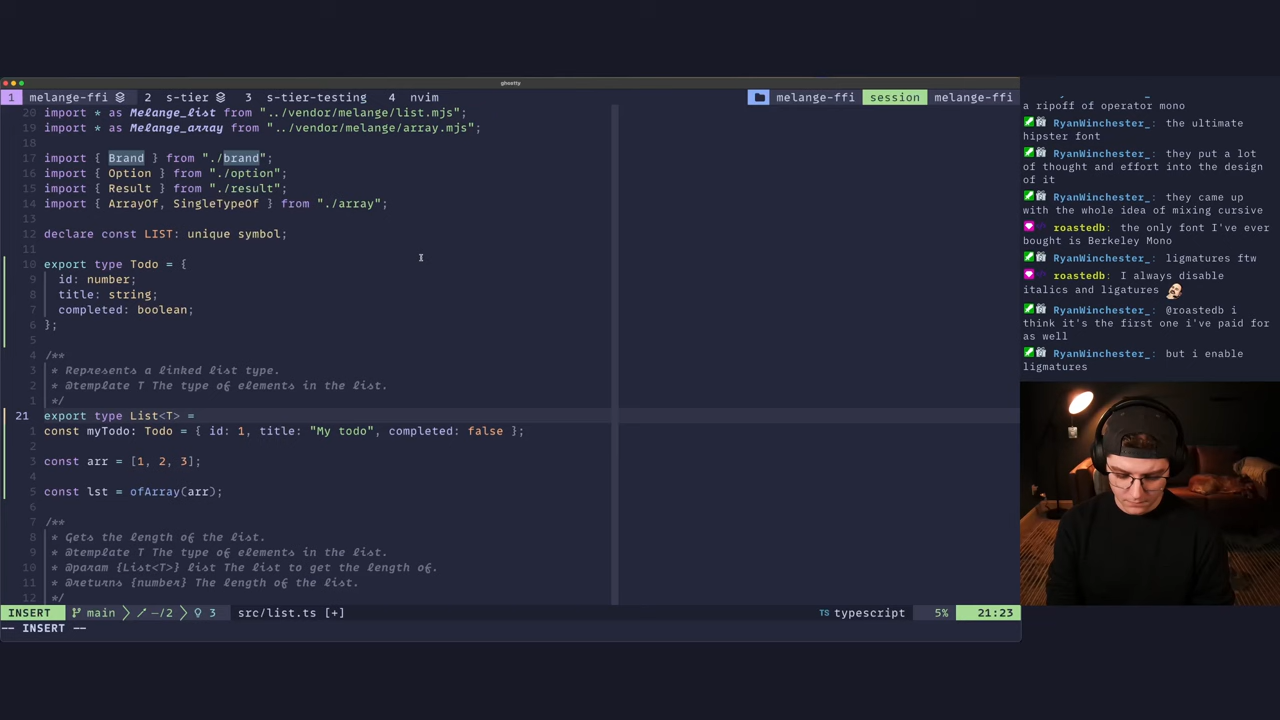 ghostty
1 melange-ffi 2 s-tier 3 s-tier-testing 4 nvim melange-ffi session melange-ffi
20 import * as Melange_list from "../vendor/melange/list.mjs";
19 import * as Melange_array from "../vendor/melange/array.mjs";
18
17 import { Brand } from "./brand";
16 import { Option } from "./option";
15 import { Result } from "./result";
14 import { ArrayOf, SingleTypeOf } from "./array";
13
12 declare const LIST: unique symbol;
11
10 export type Todo = {
9 id: number;
8 title: string;
7 completed: boolean;
6 };
5
4 /**
3 * Represents a linked list type.
2 * @template T The type of elements in the list.
1 */
21 export type List<T> =
1 const myTodo: Todo = { id: 1, title: "My todo", completed: false };
2
3 const arr = [1, 2, 3];
4
5 const lst = ofArray(arr);
6
7 /**
8 * Gets the length of the list.
9 * @template T The type of elements in the list.
10 * @param {List<T>} list The list to get the length of.
11 * @returns {number} The length of the list.
12 */
INSERT main ~/2 3 src/list.ts [+] TS typescript 5% 21:23
-- INSERT --
a ripoff of operator mono
RyanWinchester_: the ultimate
hipster font
RyanWinchester_: they put a lot
of thought and effort into the design
of it
RyanWinchester_: they came up
with the whole idea of mixing cursive
roastedb: the only font I've ever
bought is Berkeley Mono
RyanWinchester_: ligmatures ftw
roastedb: I always disable
italics and ligatures
RyanWinchester_: @roastedb i
think it's the first one i've paid for
as well
RyanWinchester_: but i enable
ligmatures